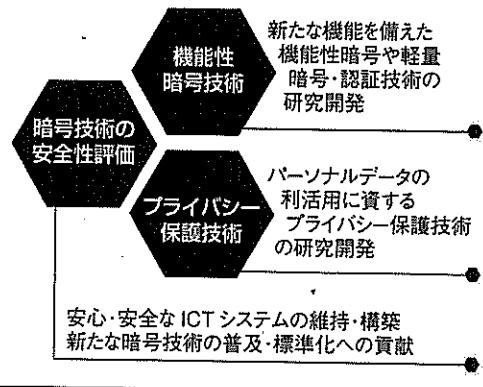 機能性
暗号技術
新たな機能を備えた
機能性暗号や軽量
暗号・認証技術の
研究開発
暗号技術の
安全性評価
プライバシー
保護技術
パーソナルデータの
利活用に資する
プライバシー保護技術
の研究開発
安心・安全なICTシステムの維持・構築
新たな暗号技術の普及・標準化への貢献